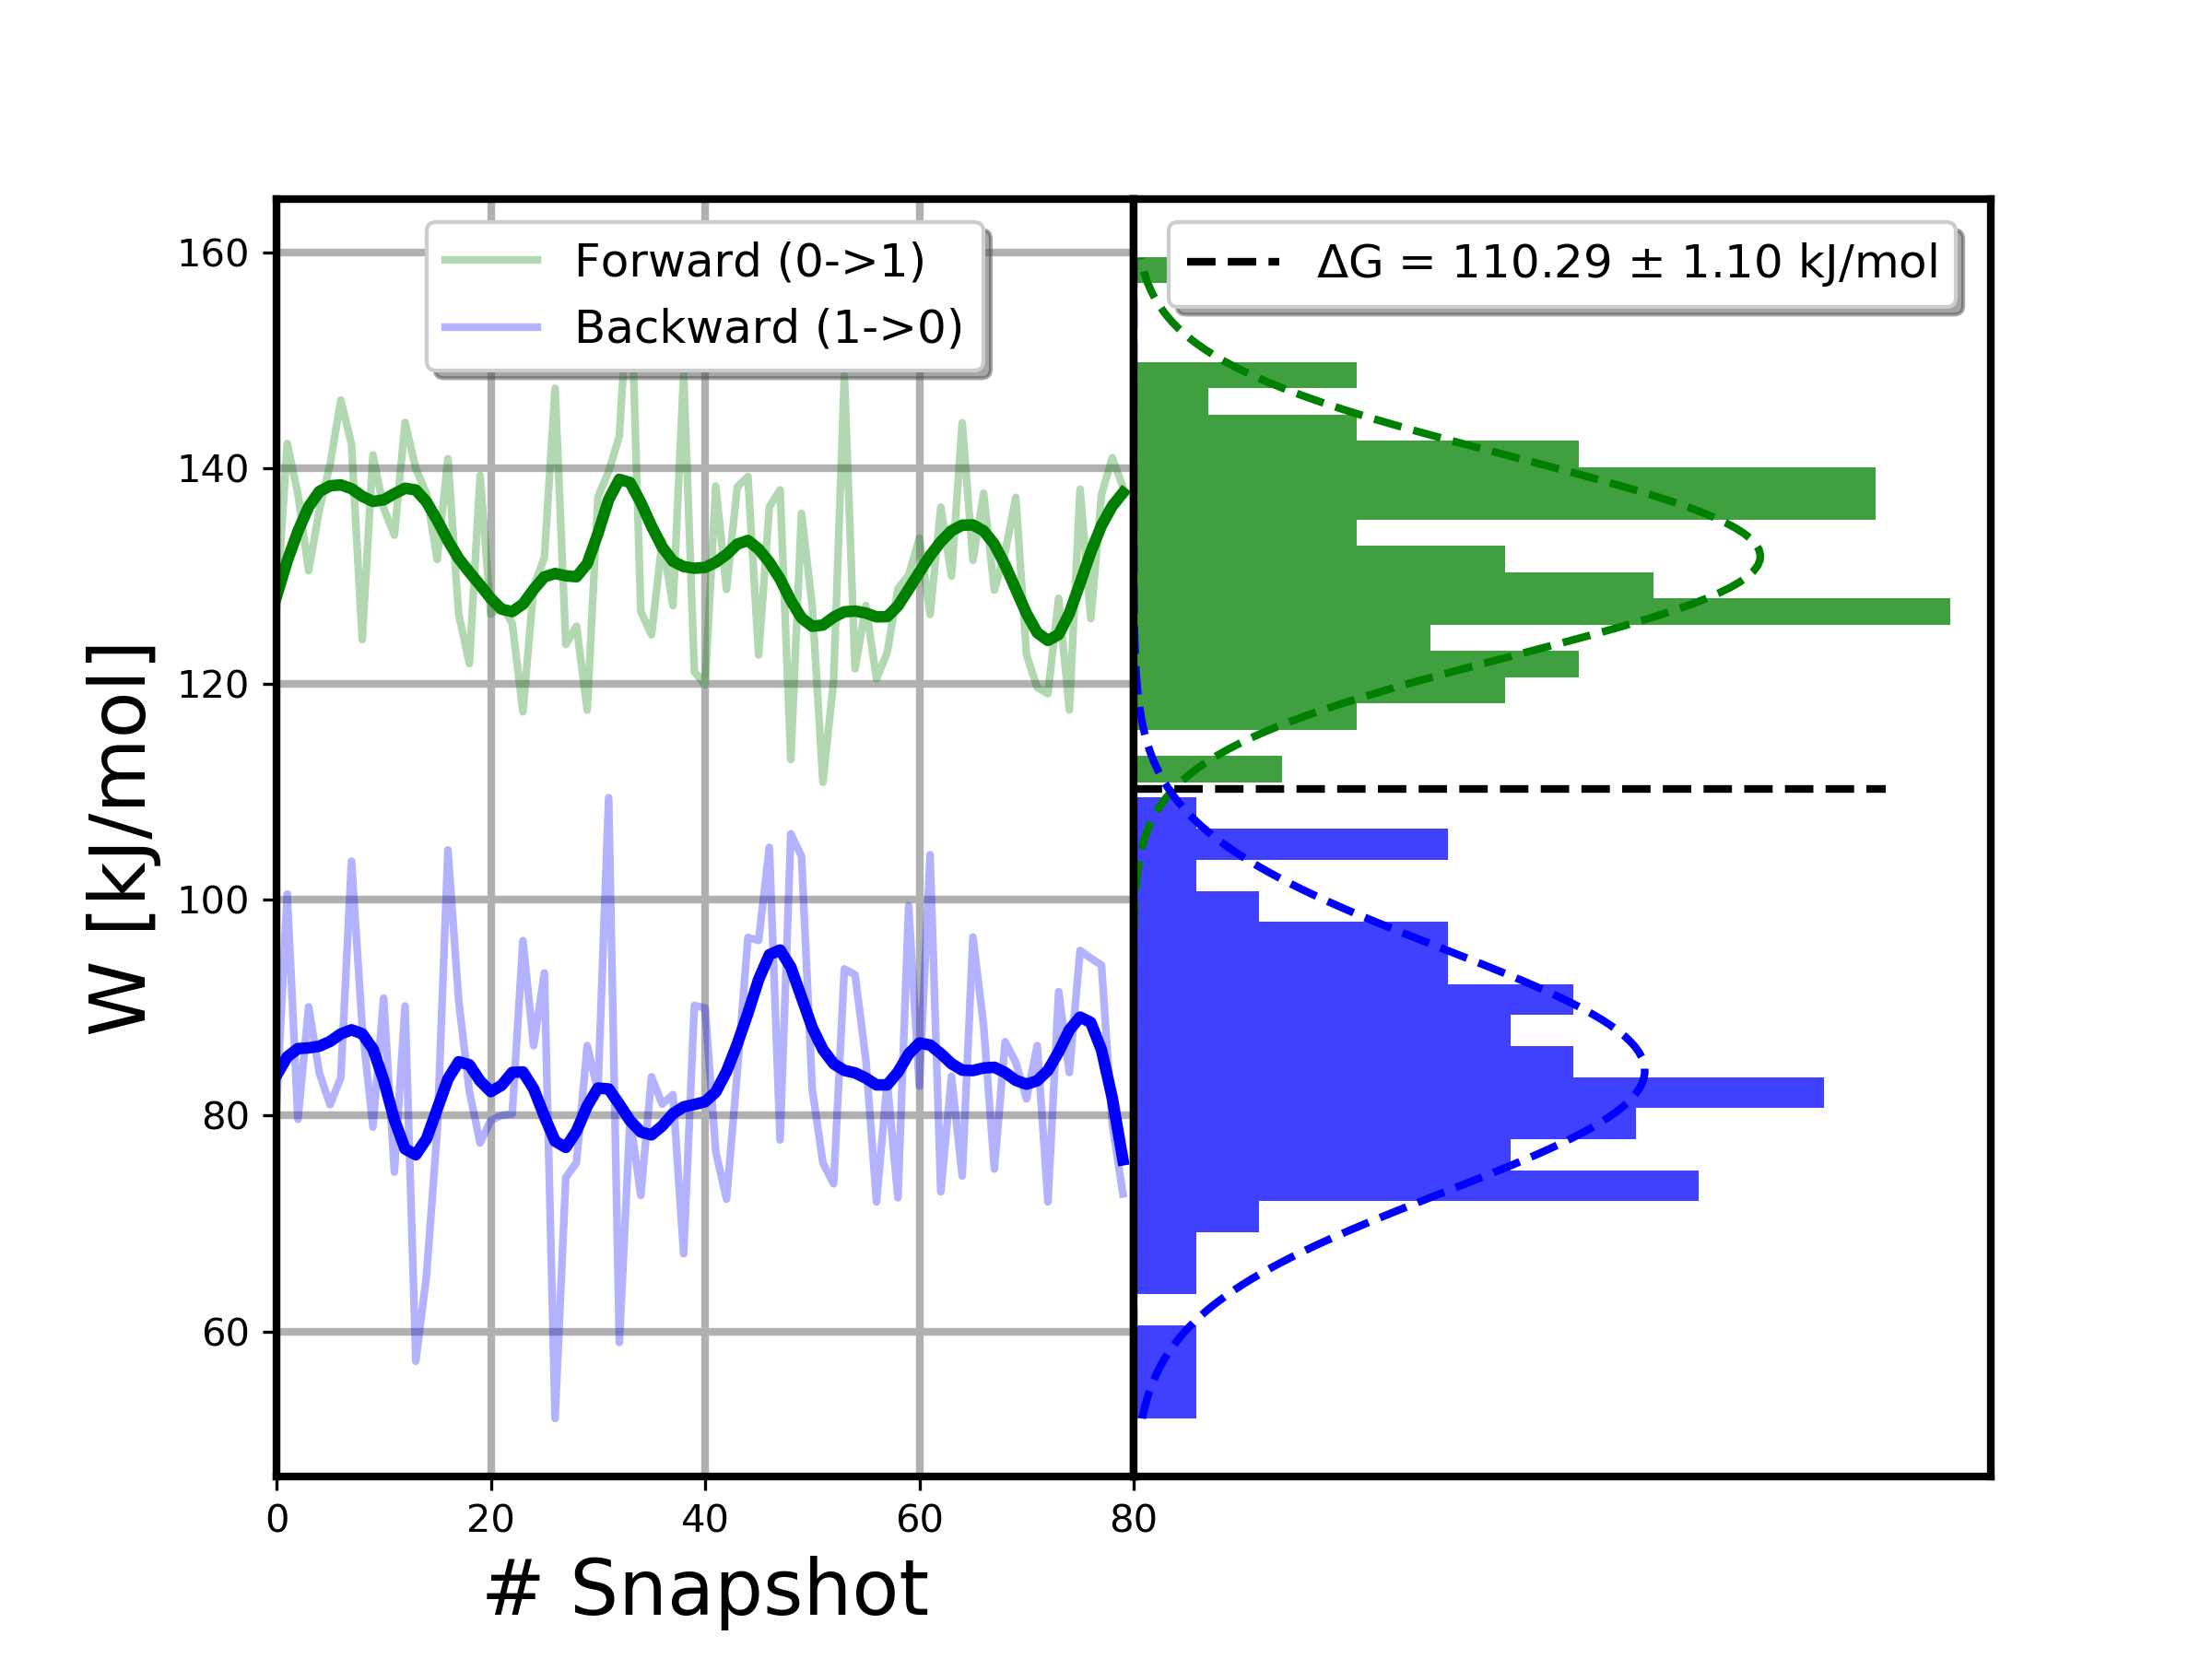 Forward (0->1)
Backward (1->0)
ΔG = 110.29 ± 1.10 kJ/mol
W [kJ/mol]
160
140
120
100
80
60
0 20 40 60 80
# Snapshot